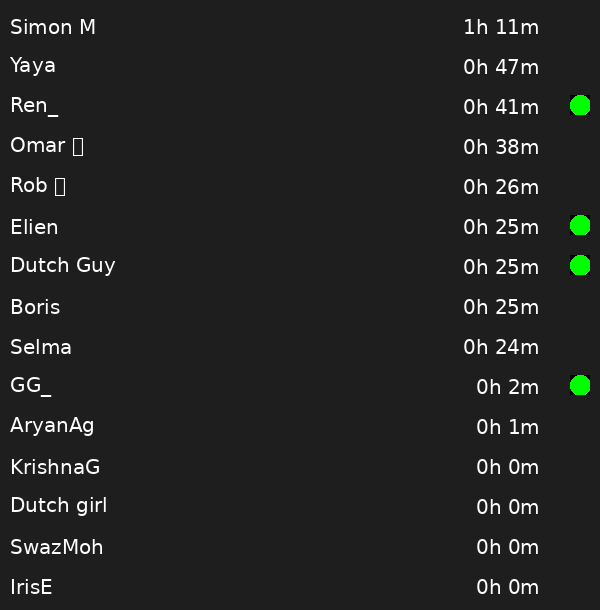 Simon M 1h 11m
Yaya 0h 47m
Ren_ 0h 41m
Omar 0h 38m
Rob 0h 26m
Elien 0h 25m
Dutch Guy 0h 25m
Boris 0h 25m
Selma 0h 24m
GG_ 0h 2m
AryanAg 0h 1m
KrishnaG 0h 0m
Dutch girl 0h 0m
SwazMoh 0h 0m
IrisE 0h 0m